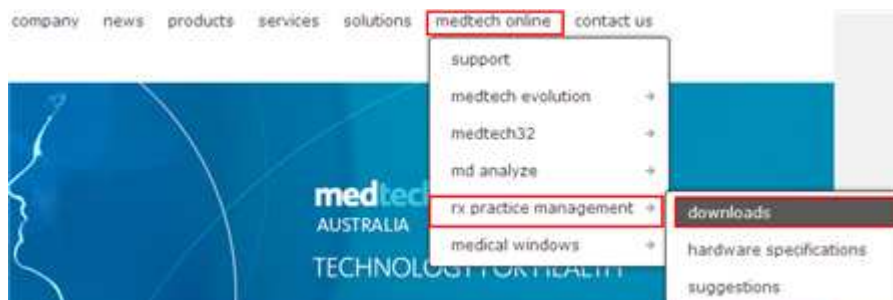 company news products services solutions medtech online contact us
support
medtech evolution
medtech32
md analyze
rx practice management
medical windows
downloads
hardware specifications
suggestions
medtec
AUSTRALIA
TECHNOLOGY FOR HEALTH